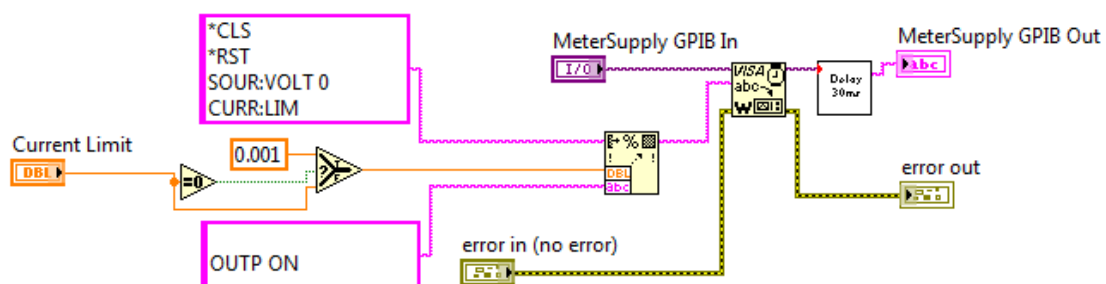 *CLS
*RST
SOUR:VOLT 0
CURR:LIM
MeterSupply GPIB In
I/O
VISA
abc
W
Delay
30ms
MeterSupply GPIB Out
abc
Current Limit
DBL
=0
0.001
?
T
F
%
! !
DBL
abc
error out
OUTP ON
error in (no error)